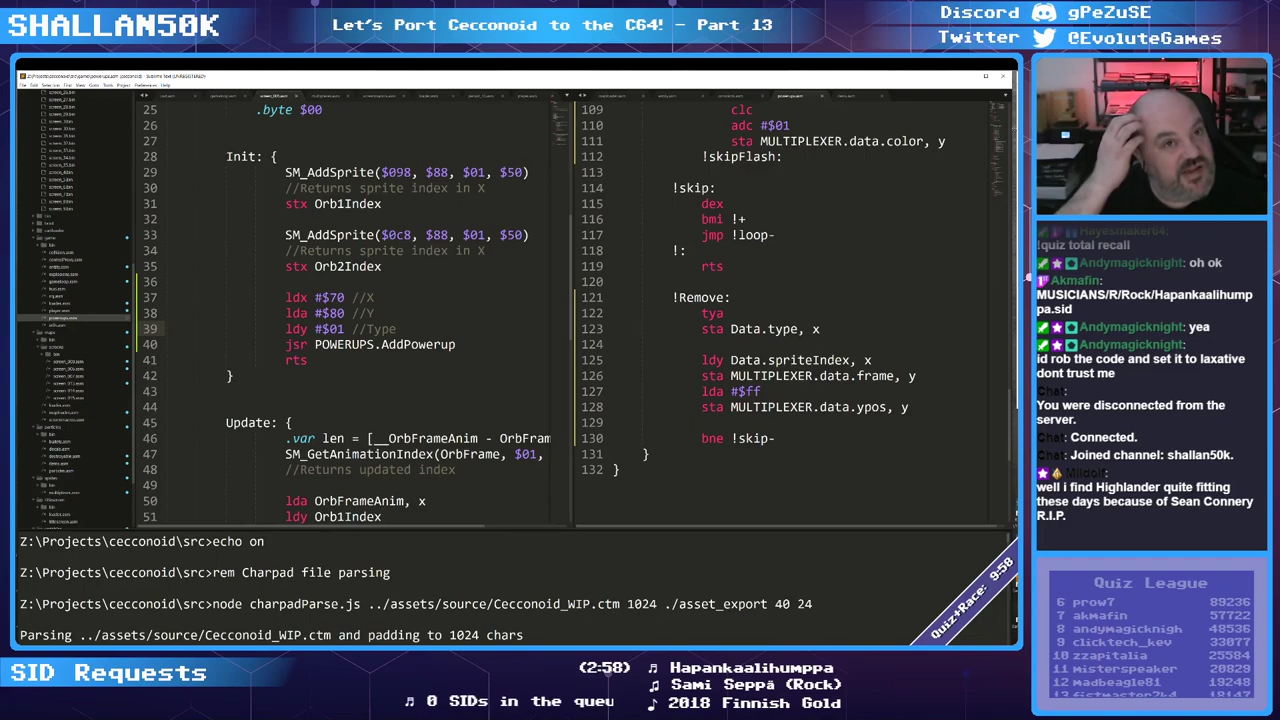 SHALLAN50K
Let's Port Cecconoid to the C64! - Part 13
Discord gPeZuSE
Twitter @EvoluteGames
25 .byte $00
26
27
28 Init: {
29 SM_AddSprite($098, $88, $01, $50)
30 //Returns sprite index in X
31 stx Orb1Index
32
33 SM_AddSprite($0c8, $88, $01, $50)
34 //Returns sprite index in X
35 stx Orb2Index
36
37 ldx #$70 //X
38 lda #$80 //Y
39 ldy #$01 //Type
40 jsr POWERUPS.AddPowerup
41 rts
42 }
43
44
45 Update: {
46 .var len = [__OrbFrameAnim - OrbFram
47 SM_GetAnimationIndex(OrbFrame, $01,
48 //Returns updated index
49
50 lda OrbFrameAnim, x
51 ldy Orb1Index
109 clc
110 adc #$01
111 sta MULTIPLEXER.data.color, y
112 !skipFlash:
113
114 !skip:
115 dex
116 bmi !+
117 jmp !loop-
118 !:
119 rts
120
121 !Remove:
122 tya
123 sta Data.type, x
124
125 ldy Data.spriteIndex, x
126 sta MULTIPLEXER.data.frame, y
127 lda #$ff
128 sta MULTIPLEXER.data.ypos, y
129
130 bne !skip-
131 }
132 }
Z:\Projects\cecconoid\src>echo on
Z:\Projects\cecconoid\src>rem Charpad file parsing
Z:\Projects\cecconoid\src>node charpadParse.js ../assets/source/Cecconoid_WIP.ctm 1024 ./asset_export 40 24
Parsing ../assets/source/Cecconoid_WIP.ctm and padding to 1024 chars
Quiz+Race: 9:58
Hayesmaker64:
!quiz total recall
Andymagicknight: oh ok
Akmafin:
MUSICIANS/R/Rock/Hapankaalihump
pa.sid
Andymagicknight: yea
Andymagicknight:
id rob the code and set it to laxative
dont trust me
Chat:
You were disconnected from the
server.
Chat: Connected.
Chat: Joined channel: shallan50k.
Mildolf:
well i find Highlander quite fitting
these days because of Sean Connery
R.I.P.
Quiz League
6 prow7 89236
7 akmafin 57722
8 andymagicknigh 48536
9 clicktech_kev 33077
10 zzapitalia 25584
11 misterspeaker 20829
12 madbeagle81 19248
13 fistmaster2k4 18147
SID Requests
(2:58) Hapankaalihumppa
Sami Seppä (Rock)
0 SIDs in the queu
2018 Finnish Gold